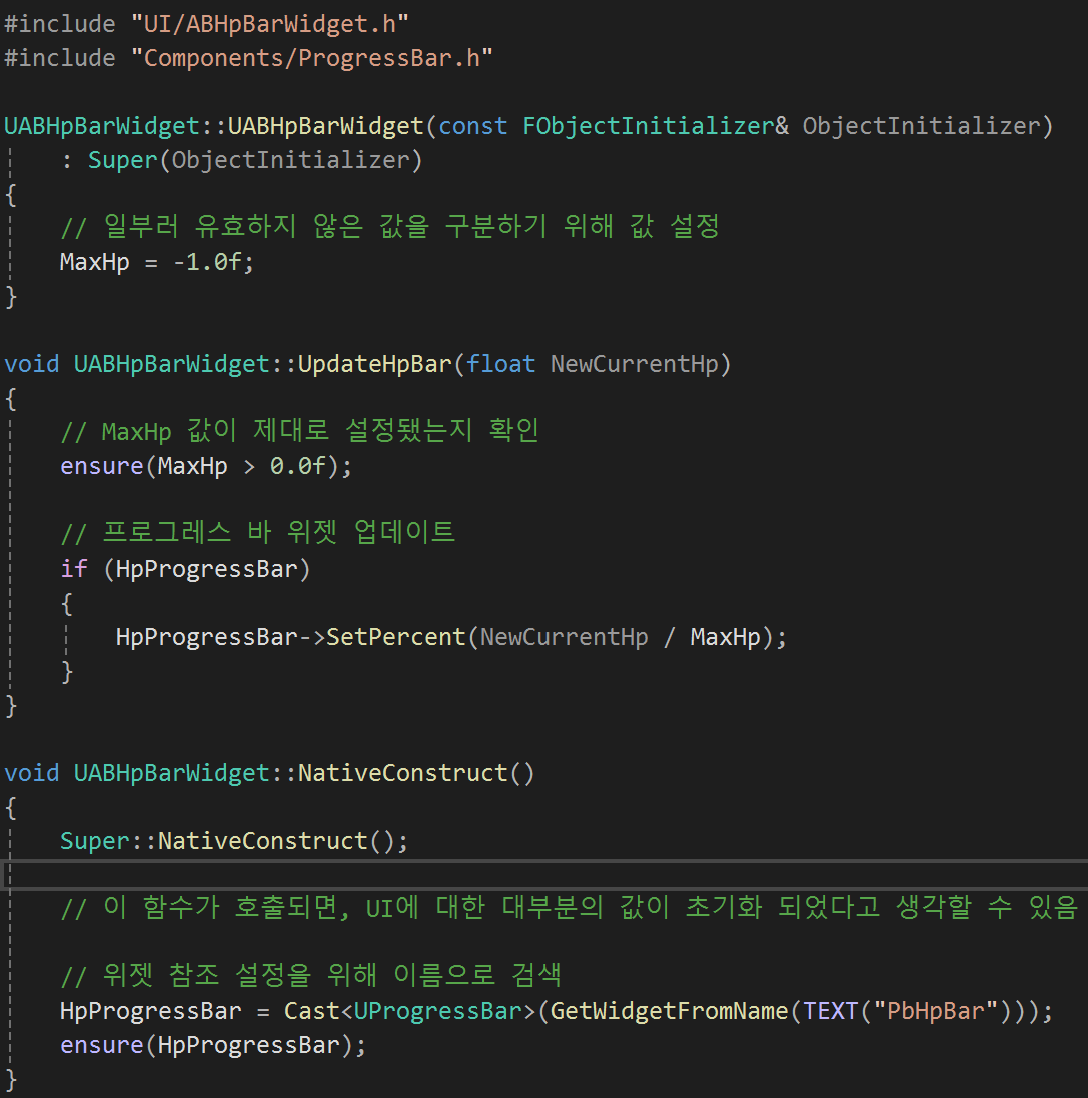 #include "UI/ABHpBarWidget.h"
#include "Components/ProgressBar.h"
UABHpBarWidget::UABHpBarWidget(const FObjectInitializer& ObjectInitializer)
: Super(ObjectInitializer)
{
// 일부러 유효하지 않은 값을 구분하기 위해 값 설정
MaxHp = -1.0f;
}
void UABHpBarWidget::UpdateHpBar(float NewCurrentHp)
{
// MaxHp 값이 제대로 설정됐는지 확인
ensure(MaxHp > 0.0f);
// 프로그레스 바 위젯 업데이트
if (HpProgressBar)
{
HpProgressBar->SetPercent(NewCurrentHp / MaxHp);
}
}
void UABHpBarWidget::NativeConstruct()
{
Super::NativeConstruct();
// 이 함수가 호출되면, UI에 대한 대부분의 값이 초기화 되었다고 생각할 수 있음
// 위젯 참조 설정을 위해 이름으로 검색
HpProgressBar = Cast<UProgressBar>(GetWidgetFromName(TEXT("PbHpBar")));
ensure(HpProgressBar);
}